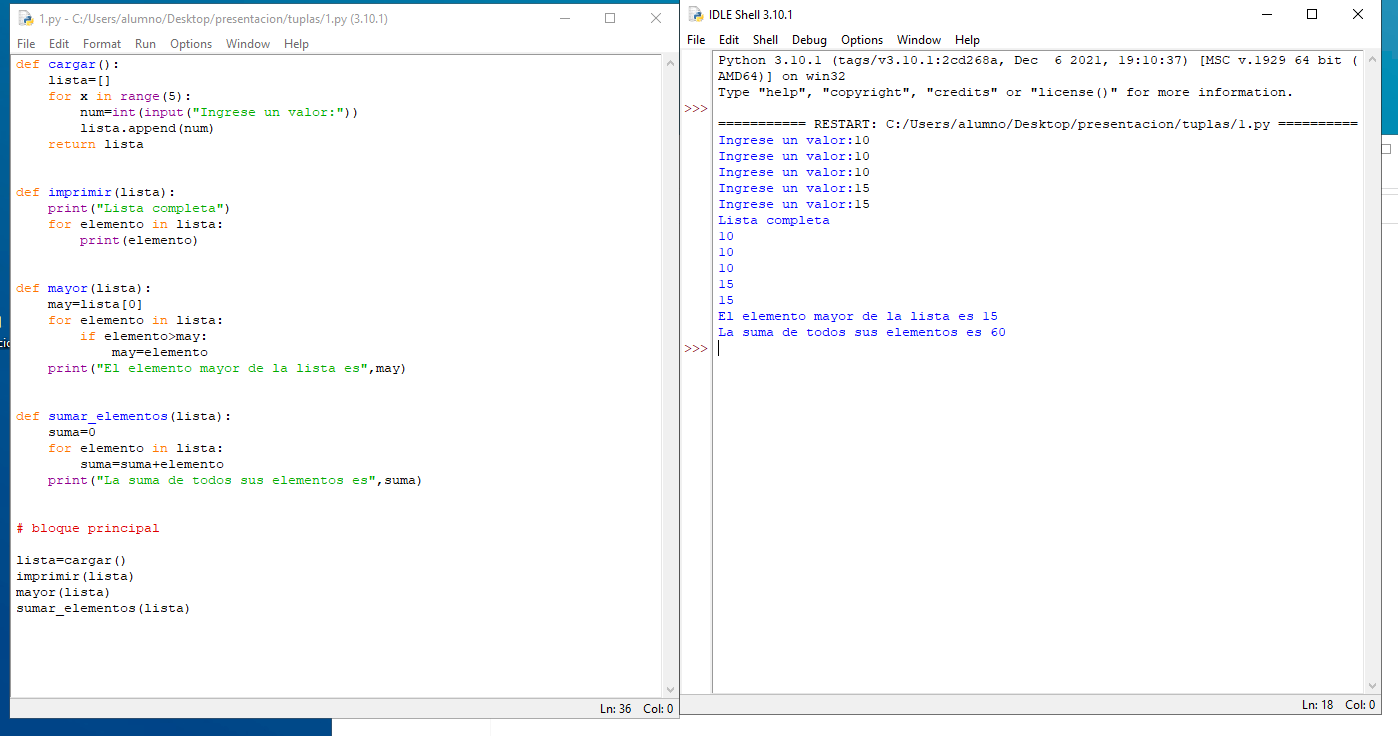 1.py - C:/Users/alumno/Desktop/presentacion/tuplas/1.py (3.10.1)
File Edit Format Run Options Window Help
def cargar():
    lista=[]
    for x in range(5):
        num=int(input("Ingrese un valor:"))
        lista.append(num)
    return lista
def imprimir(lista):
    print("Lista completa")
    for elemento in lista:
        print(elemento)
def mayor(lista):
    may=lista[0]
    for elemento in lista:
        if elemento>may:
            may=elemento
    print("El elemento mayor de la lista es",may)
def sumar_elementos(lista):
    suma=0
    for elemento in lista:
        suma=suma+elemento
    print("La suma de todos sus elementos es",suma)
# bloque principal
lista=cargar()
imprimir(lista)
mayor(lista)
sumar_elementos(lista)
Ln: 36 Col: 0
IDLE Shell 3.10.1
File Edit Shell Debug Options Window Help
Python 3.10.1 (tags/v3.10.1:2cd268a, Dec  6 2021, 19:10:37) [MSC v.1929 64 bit (
AMD64)] on win32
Type "help", "copyright", "credits" or "license()" for more information.
>>>
=========== RESTART: C:/Users/alumno/Desktop/presentacion/tuplas/1.py ==========
Ingrese un valor:10
Ingrese un valor:10
Ingrese un valor:10
Ingrese un valor:15
Ingrese un valor:15
Lista completa
10
10
10
15
15
El elemento mayor de la lista es 15
La suma de todos sus elementos es 60
>>>
Ln: 18 Col: 0